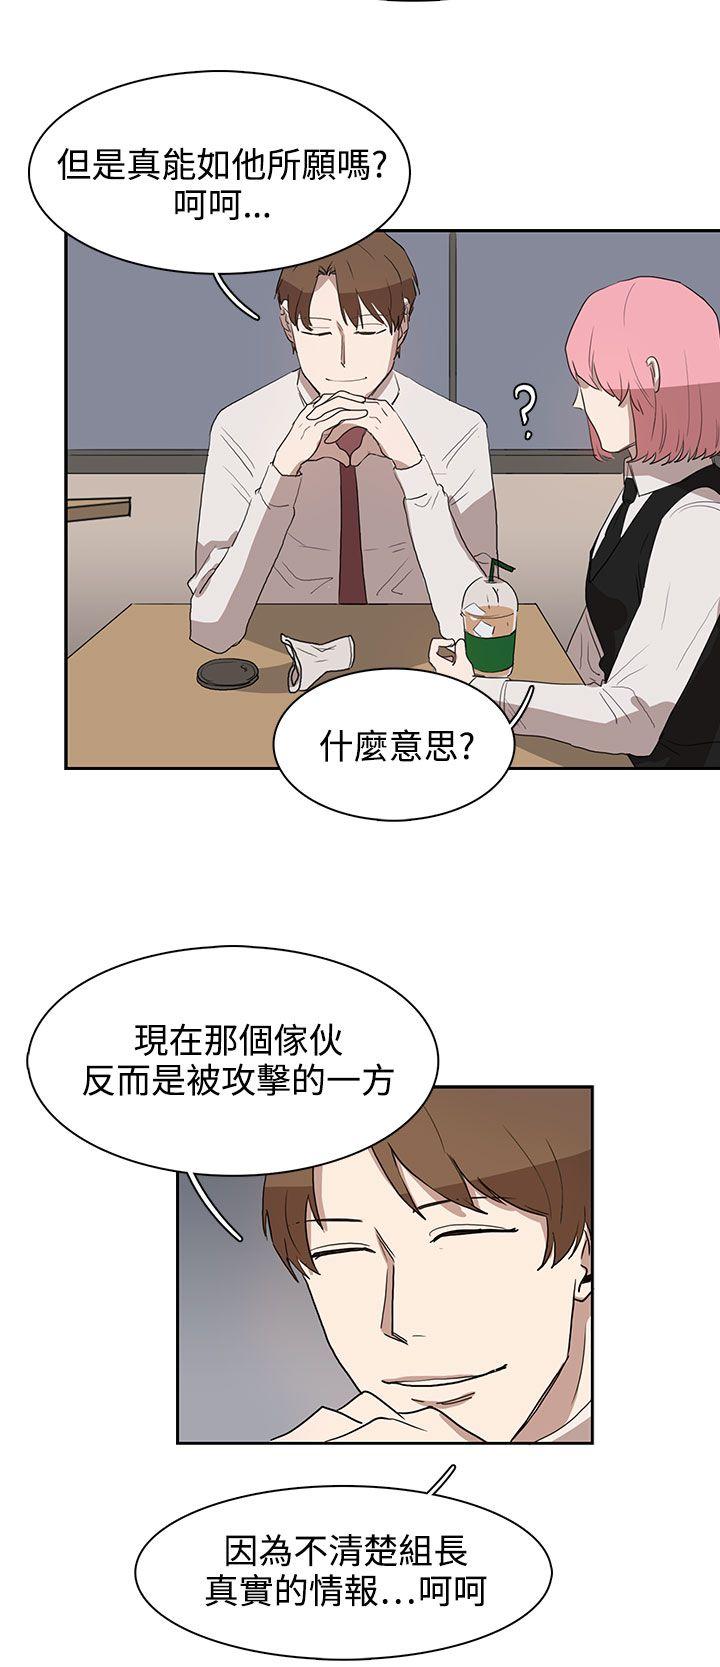 但是真能如他所願嗎?
呵呵...
?
什麼意思?
現在那個傢伙
反而是被攻擊的一方
因為不清楚組長
真實的情報...呵呵